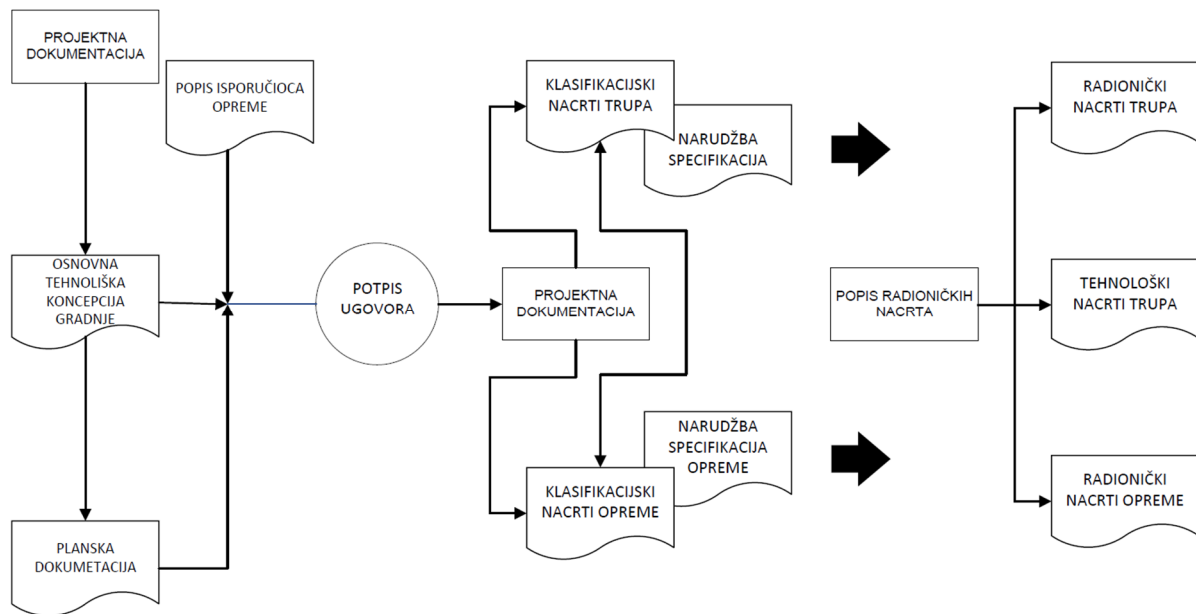 PROJEKTNA
DOKUMENTACIJA
POPIS ISPORUČIOCA
OPREME
OSNOVNA
TEHNOLIŠKA
KONCEPCIJA
GRADNJE
PLANSKA
DOKUMETACIJA
POTPIS
UGOVORA
KLASIFIKACIJSKI
NACRTI TRUPA
NARUDŽBA
SPECIFIKACIJA
PROJEKTNA
DOKUMENTACIJA
NARUDŽBA
SPECIFIKACIJA
OPREME
KLASIFIKACIJSKI
NACRTI OPREME
POPIS RADIONIČKIH
NACRTA
RADIONIČKI
NACRTI TRUPA
TEHNOLOŠKI
NACRTI TRUPA
RADIONIČKI
NACRTI OPREME